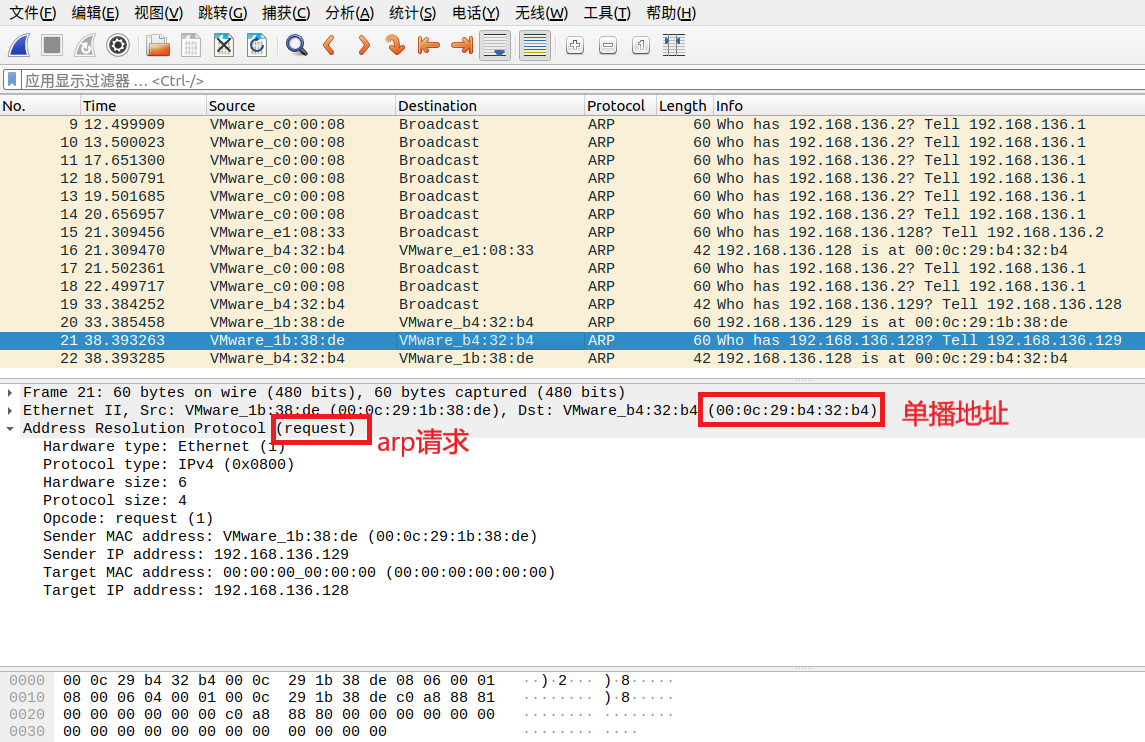 文件(F) 编辑(E) 视图(V) 跳转(G) 捕获(C) 分析(A) 统计(S) 电话(Y) 无线(W) 工具(T) 帮助(H)
应用显示过滤器 … <Ctrl-/>
No. Time Source Destination Protocol Length Info
9 12.499909 VMware_c0:00:08 Broadcast ARP 60 Who has 192.168.136.2? Tell 192.168.136.1
10 13.500023 VMware_c0:00:08 Broadcast ARP 60 Who has 192.168.136.2? Tell 192.168.136.1
11 17.651300 VMware_c0:00:08 Broadcast ARP 60 Who has 192.168.136.2? Tell 192.168.136.1
12 18.500791 VMware_c0:00:08 Broadcast ARP 60 Who has 192.168.136.2? Tell 192.168.136.1
13 19.501685 VMware_c0:00:08 Broadcast ARP 60 Who has 192.168.136.2? Tell 192.168.136.1
14 20.656957 VMware_c0:00:08 Broadcast ARP 60 Who has 192.168.136.2? Tell 192.168.136.1
15 21.309456 VMware_e1:08:33 Broadcast ARP 60 Who has 192.168.136.128? Tell 192.168.136.2
16 21.309470 VMware_b4:32:b4 VMware_e1:08:33 ARP 42 192.168.136.128 is at 00:0c:29:b4:32:b4
17 21.502361 VMware_c0:00:08 Broadcast ARP 60 Who has 192.168.136.2? Tell 192.168.136.1
18 22.499717 VMware_c0:00:08 Broadcast ARP 60 Who has 192.168.136.2? Tell 192.168.136.1
19 33.384252 VMware_b4:32:b4 Broadcast ARP 42 Who has 192.168.136.129? Tell 192.168.136.128
20 33.385458 VMware_1b:38:de VMware_b4:32:b4 ARP 60 192.168.136.129 is at 00:0c:29:1b:38:de
21 38.393263 VMware_1b:38:de VMware_b4:32:b4 ARP 60 Who has 192.168.136.128? Tell 192.168.136.129
22 38.393285 VMware_b4:32:b4 VMware_1b:38:de ARP 42 192.168.136.128 is at 00:0c:29:b4:32:b4
Frame 21: 60 bytes on wire (480 bits), 60 bytes captured (480 bits)
Ethernet II, Src: VMware_1b:38:de (00:0c:29:1b:38:de), Dst: VMware_b4:32:b4 (00:0c:29:b4:32:b4) 单播地址
Address Resolution Protocol (request) arp请求
Hardware type: Ethernet (1)
Protocol type: IPv4 (0x0800)
Hardware size: 6
Protocol size: 4
Opcode: request (1)
Sender MAC address: VMware_1b:38:de (00:0c:29:1b:38:de)
Sender IP address: 192.168.136.129
Target MAC address: 00:00:00_00:00:00 (00:00:00:00:00:00)
Target IP address: 192.168.136.128
0000 00 0c 29 b4 32 b4 00 0c 29 1b 38 de 08 06 00 01 ··)·2··· )·8·····
0010 08 00 06 04 00 01 00 0c 29 1b 38 de c0 a8 88 81 ········ )·8·····
0020 00 00 00 00 00 00 c0 a8 88 80 00 00 00 00 00 00 ········ ········
0030 00 00 00 00 00 00 00 00 00 00 00 00 ········ ····